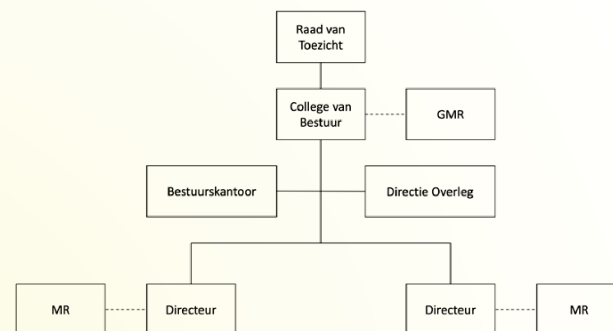 Raad van
Toezicht
College van
Bestuur
GMR
Bestuurskantoor
Directie Overleg
MR
Directeur
Directeur
MR